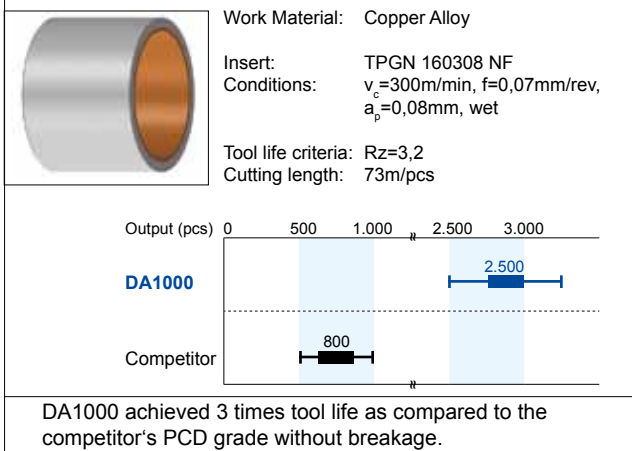 Work Material: Copper Alloy
Insert: TPGN 160308 NF
Conditions: vc=300m/min, f=0,07mm/rev,
ap=0,08mm, wet
Tool life criteria: Rz=3,2
Cutting length: 73m/pcs
Output (pcs) 0 500 1.000 2.500 3.000
DA1000 2.500
Competitor 800
DA1000 achieved 3 times tool life as compared to the
competitor‘s PCD grade without breakage.